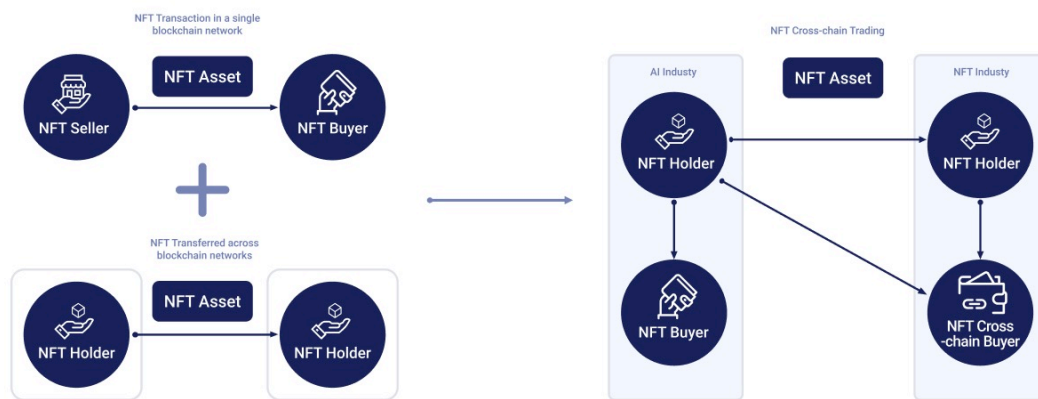 NFT Transaction in a single
blockchain network
NFT Asset
NFT Seller
NFT Buyer
NFT Transferred across
blockchain networks
NFT Asset
NFT Holder
NFT Holder
NFT Cross-chain Trading
AI Industy
NFT Asset
NFT Industy
NFT Holder
NFT Holder
NFT Buyer
NFT Cross
-chain Buyer